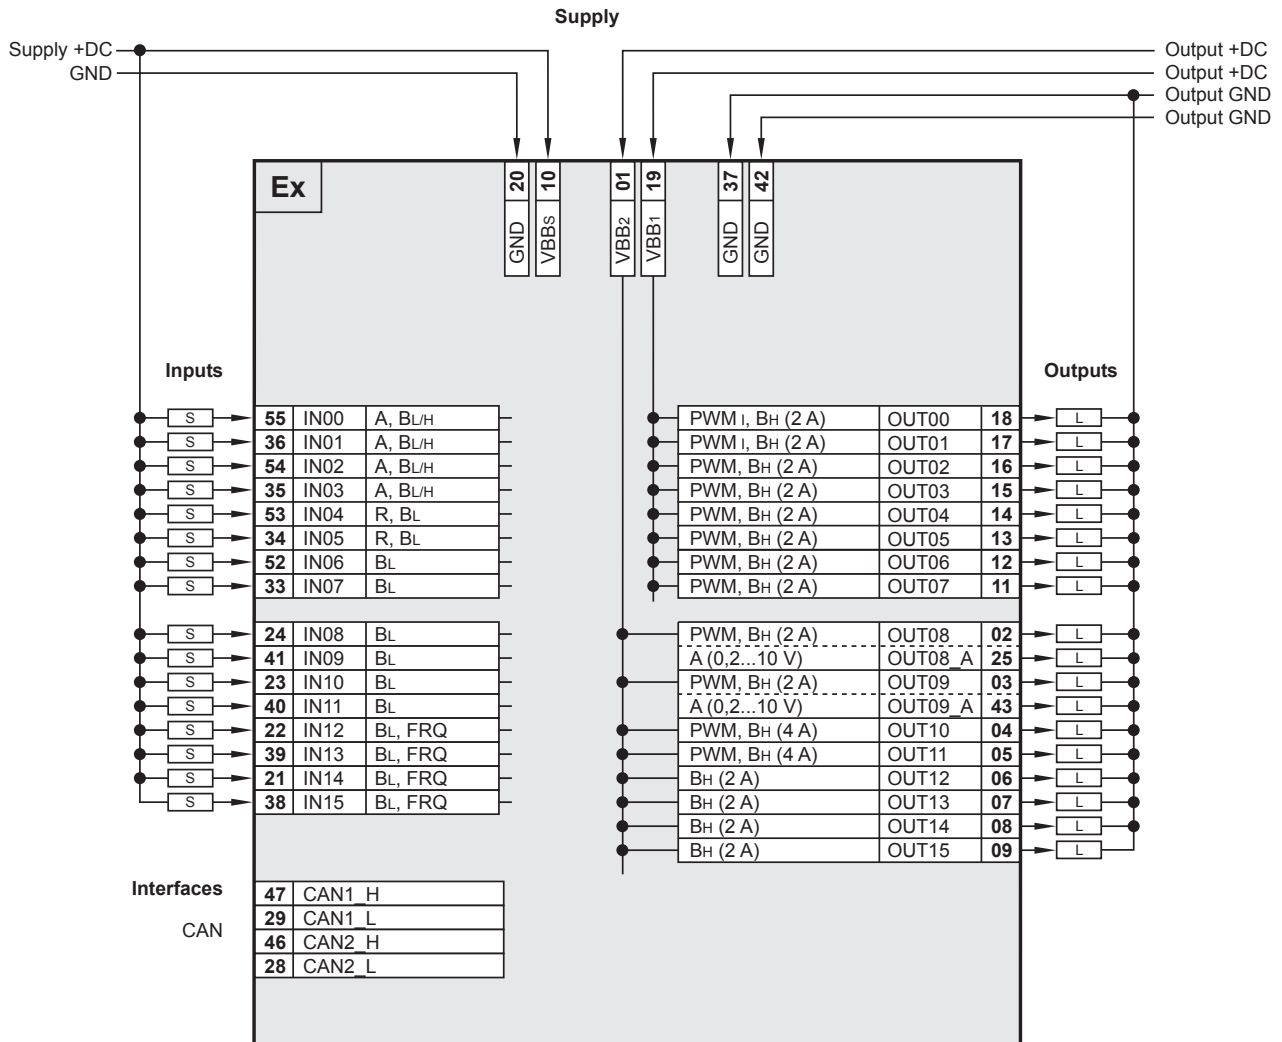 Supply
Supply +DC
GND
Output +DC
Output +DC
Output GND
Output GND
Ex
20 GND
10 VBBS
01 VBB2
19 VBB1
37 GND
42 GND
Inputs
Outputs
S 55 IN00 A, BL/H
S 36 IN01 A, BL/H
S 54 IN02 A, BL/H
S 35 IN03 A, BL/H
S 53 IN04 R, BL
S 34 IN05 R, BL
S 52 IN06 BL
S 33 IN07 BL
S 24 IN08 BL
S 41 IN09 BL
S 23 IN10 BL
S 40 IN11 BL
S 22 IN12 BL, FRQ
S 39 IN13 BL, FRQ
S 21 IN14 BL, FRQ
S 38 IN15 BL, FRQ
PWM I, BH (2 A) OUT00 18 L
PWM I, BH (2 A) OUT01 17 L
PWM, BH (2 A) OUT02 16 L
PWM, BH (2 A) OUT03 15 L
PWM, BH (2 A) OUT04 14 L
PWM, BH (2 A) OUT05 13 L
PWM, BH (2 A) OUT06 12 L
PWM, BH (2 A) OUT07 11 L
PWM, BH (2 A) OUT08 02 L
A (0,2...10 V) OUT08_A 25 L
PWM, BH (2 A) OUT09 03 L
A (0,2...10 V) OUT09_A 43 L
PWM, BH (4 A) OUT10 04 L
PWM, BH (4 A) OUT11 05 L
BH (2 A) OUT12 06 L
BH (2 A) OUT13 07 L
BH (2 A) OUT14 08 L
BH (2 A) OUT15 09 L
Interfaces
CAN
47 CAN1_H
29 CAN1_L
46 CAN2_H
28 CAN2_L